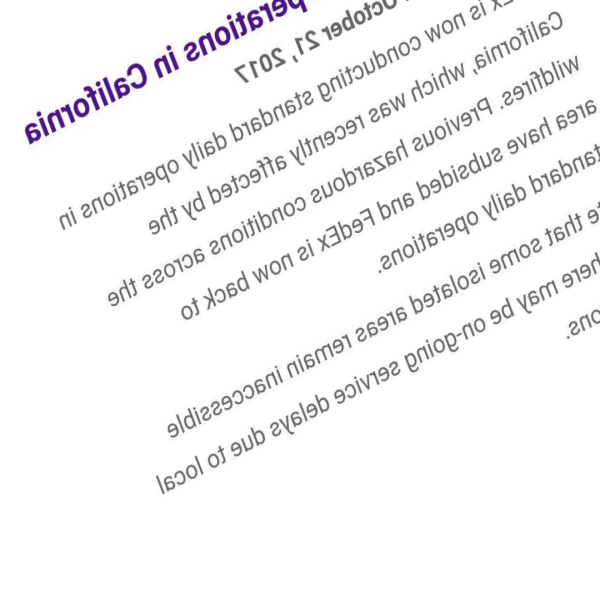 perations in California
October 21, 2017
Ex is now conducting standard daily operations in
California, which was recently affected by the
wildfires. Previous hazardous conditions across the
area have subsided and FedEx is now back to
standard daily operations.
te that some isolated areas remain inaccessible
here may be on-going service delays due to local
ons.